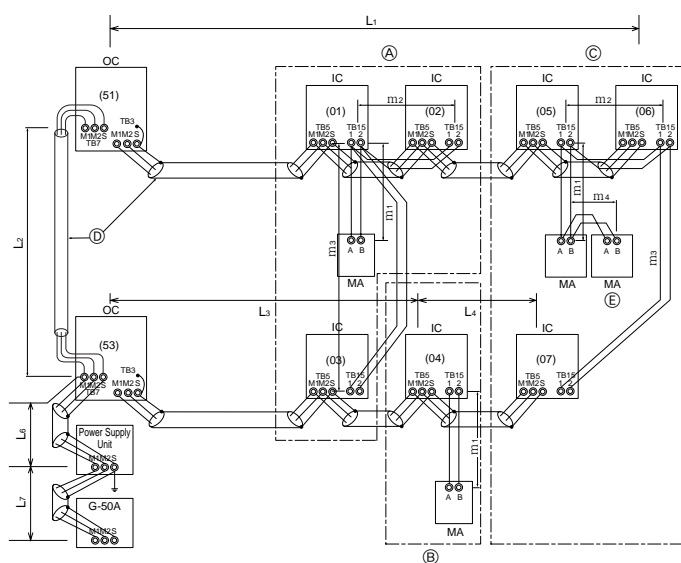 L1
A
C
OC
(51)
TB3
M1M2S
TB7
M1M2S
IC
(01)
TB5
M1M2S
TB15
1 2
m2
IC
(02)
TB5
M1M2S
TB15
1 2
IC
(05)
TB5
M1M2S
TB15
1 2
m2
IC
(06)
TB5
M1M2S
TB15
1 2
m1
m3
A B
MA
m1
m4
A B
MA
A B
MA
E
m3
L2
D
L3
L4
OC
(53)
TB3
M1M2S
TB7
M1M2S
IC
(03)
TB5
M1M2S
TB15
1 2
IC
(04)
TB5
M1M2S
TB15
1 2
IC
(07)
TB5
M1M2S
TB15
1 2
L6
Power Supply
Unit
M1M2S
m1
A B
MA
L7
G-50A
M1M2S
B